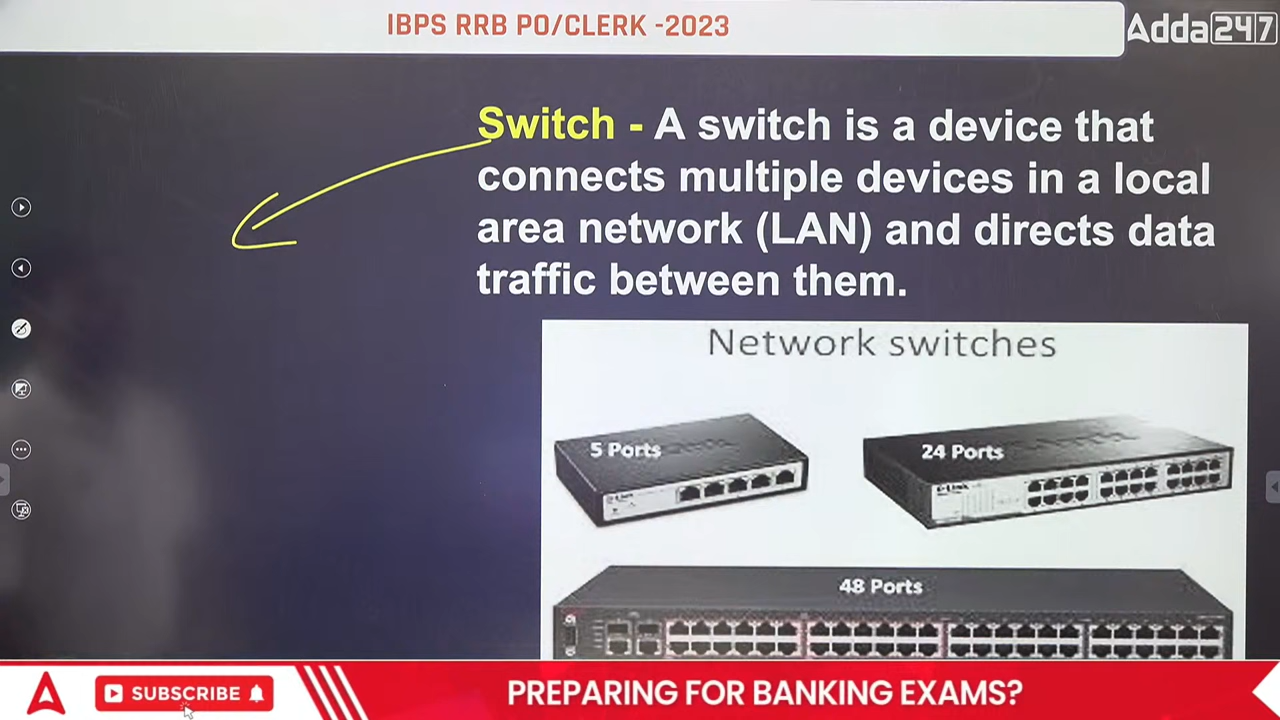 IBPS RRB PO/CLERK -2023
Adda247
Switch - A switch is a device that
connects multiple devices in a local
area network (LAN) and directs data
traffic between them.
Network switches
5 Ports
24 Ports
D-Link
D-Link
48 Ports
SUBSCRIBE
PREPARING FOR BANKING EXAMS?